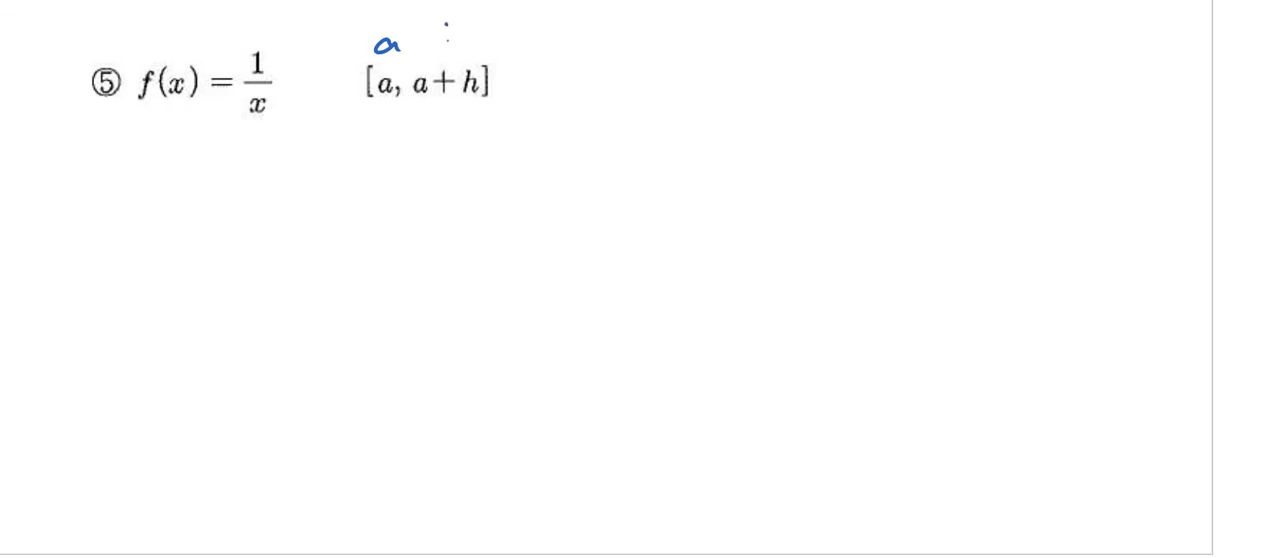 a
⑤ f(x) = 1/x [a, a+h]